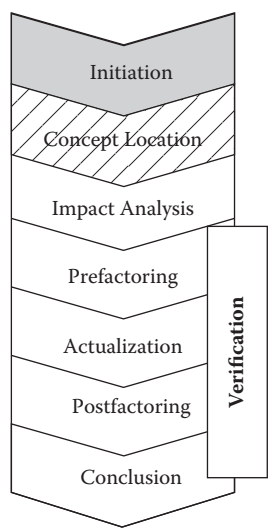 Initiation
Concept Location
Impact Analysis
Prefactoring
Actualization
Postfactoring
Conclusion
Verification